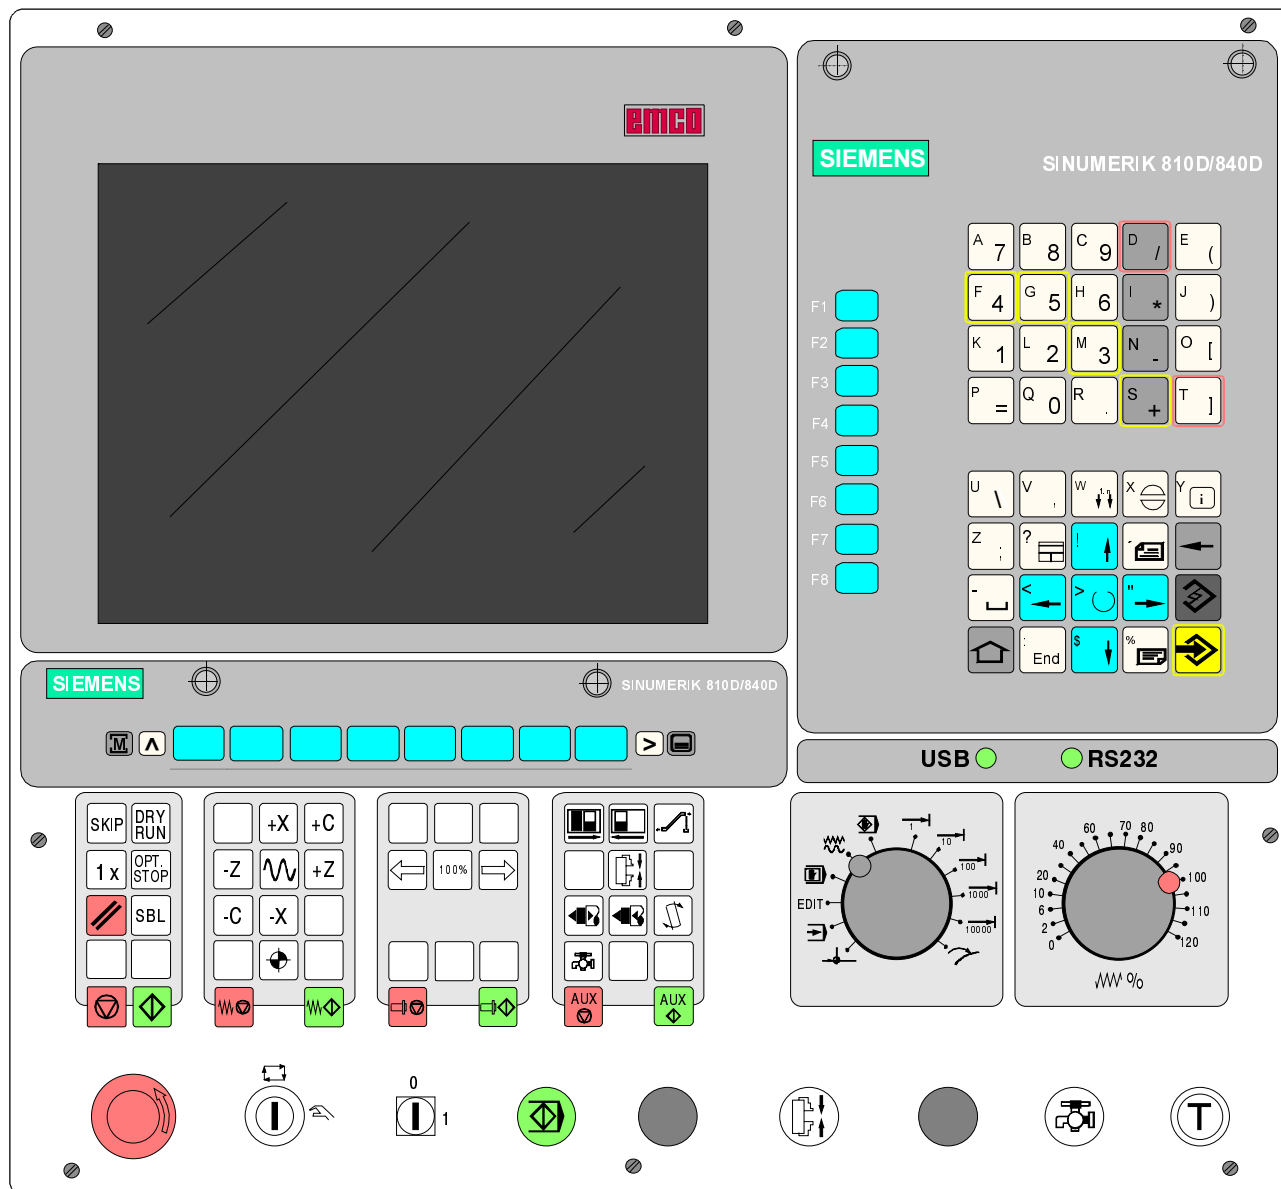 emco
SIEMENS
SINUMERIK 810D/840D
A 7 B 8 C 9 D / E (
F 4 G 5 H 6 I * J )
K 1 L 2 M 3 N - O [
P = Q 0 R . S + T ]
F1
F2
F3
F4
F5
F6
F7
F8
U \ V , W 1..n X Y i
Z ; ? ! ´
- < > "
: End $ %
SIEMENS
SINUMERIK 810D/840D
M ʌ >
USB RS232
SKIP DRY RUN
1 x OPT. STOP
SBL
+X +C
-Z +Z
-C -X
100%
AUX AUX
EDIT
1
10
100
1000
10000
0 2 6 10 20 40 60 70 80 90 100 110 120
%
0
1
T